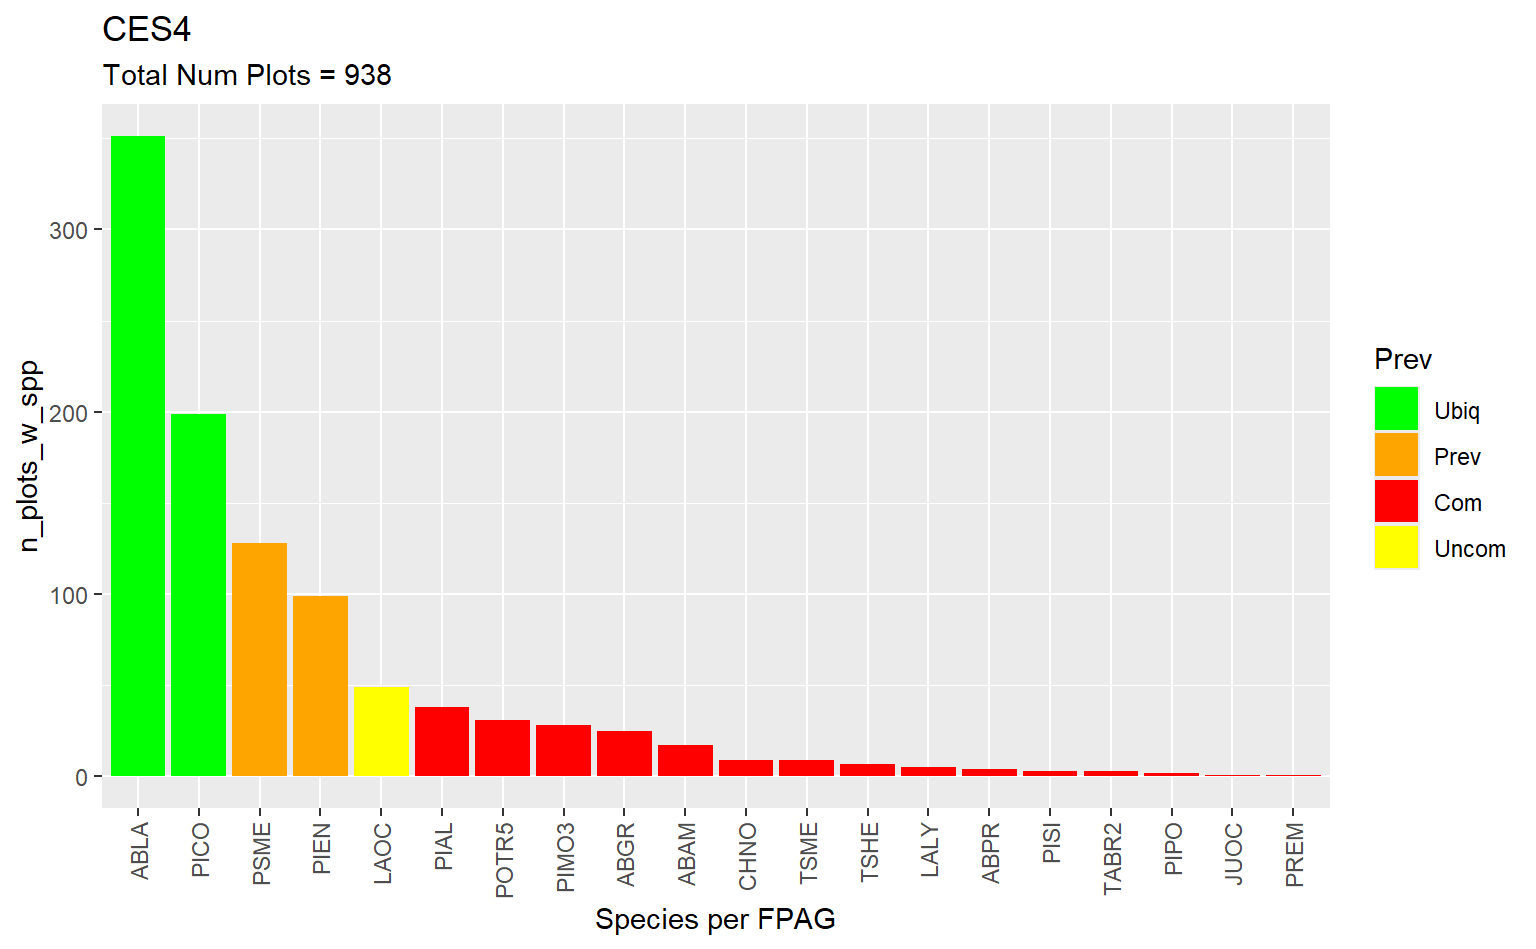 CES4
Total Num Plots = 938
n_plots_w_spp
300
200
100
0
ABLA
PICO
PSME
PIEN
LAOC
PIAL
POTR5
PIMO3
ABGR
ABAM
CHNO
TSME
TSHE
LALY
ABPR
PISI
TABR2
PIPO
JUOC
PREM
Species per FPAG
Prev
Ubiq
Prev
Com
Uncom